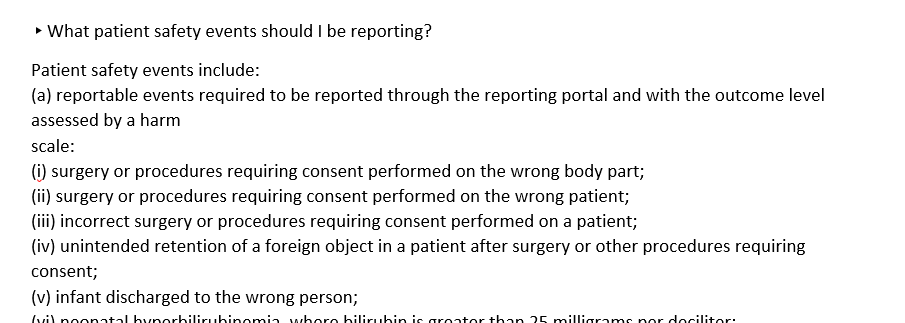 ‣ What patient safety events should I be reporting?
Patient safety events include:
(a) reportable events required to be reported through the reporting portal and with the outcome level
assessed by a harm
scale:
(i) surgery or procedures requiring consent performed on the wrong body part;
(ii) surgery or procedures requiring consent performed on the wrong patient;
(iii) incorrect surgery or procedures requiring consent performed on a patient;
(iv) unintended retention of a foreign object in a patient after surgery or other procedures requiring
consent;
(v) infant discharged to the wrong person;
(vi) neonatal hyperbilirubinemia, where bilirubin is greater than 25 milligrams per deciliter;